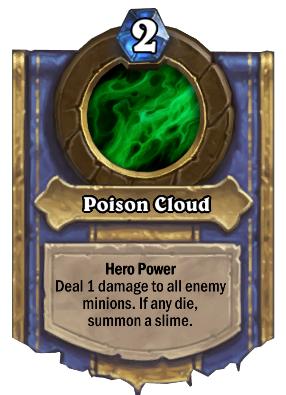 2
Poison Cloud
Hero Power
Deal 1 damage to all enemy
minions. If any die,
summon a slime.